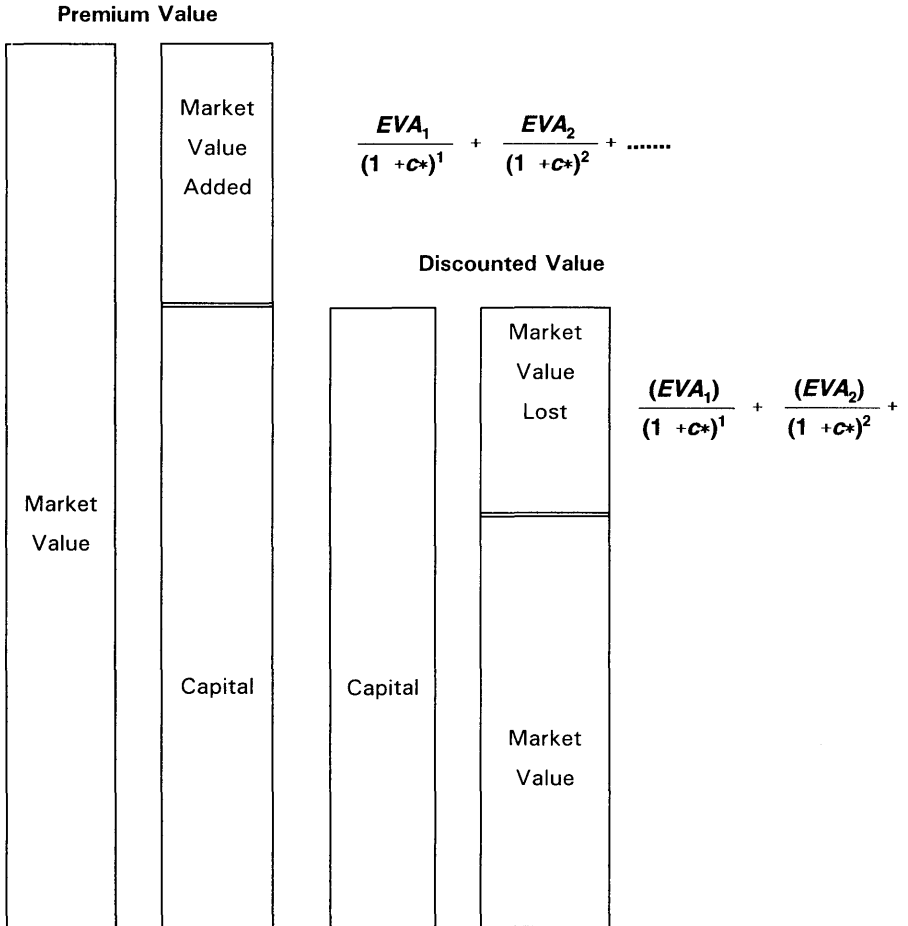 Premium Value
Market
Value
Added
EVA₁ / (1 +c*)¹ + EVA₂ / (1 +c*)² + .......
Discounted Value
Market
Value
Lost
(EVA₁) / (1 +c*)¹ + (EVA₂) / (1 +c*)² +
Market
Value
Capital
Capital
Market
Value